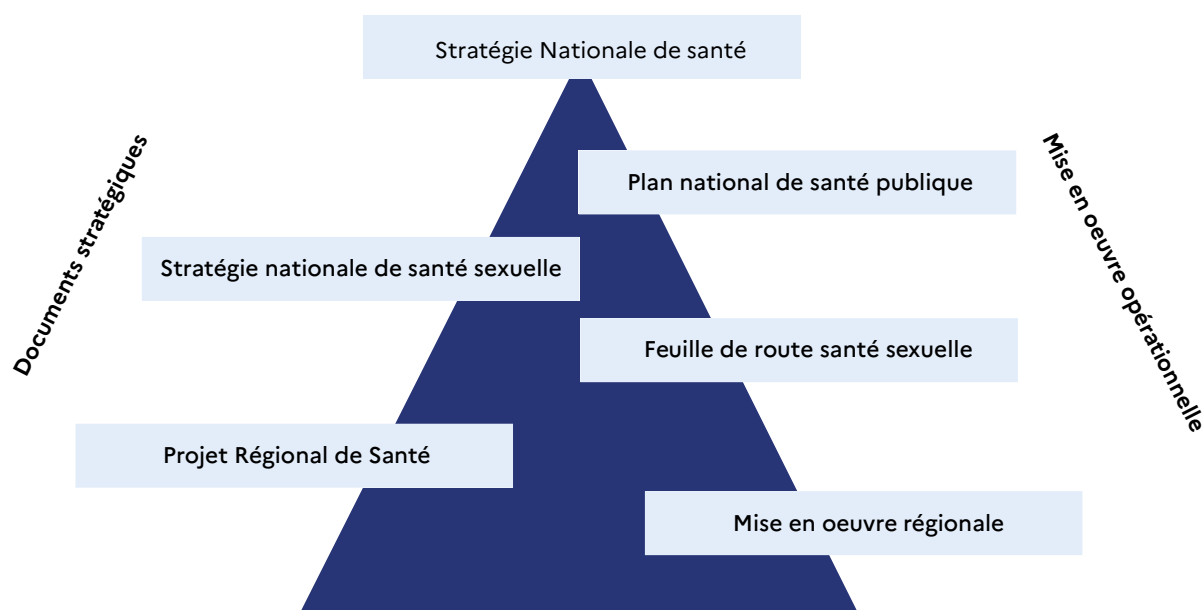 Stratégie Nationale de santé
Documents stratégiques
Mise en oeuvre opérationnelle
Plan national de santé publique
Stratégie nationale de santé sexuelle
Feuille de route santé sexuelle
Projet Régional de Santé
Mise en oeuvre régionale